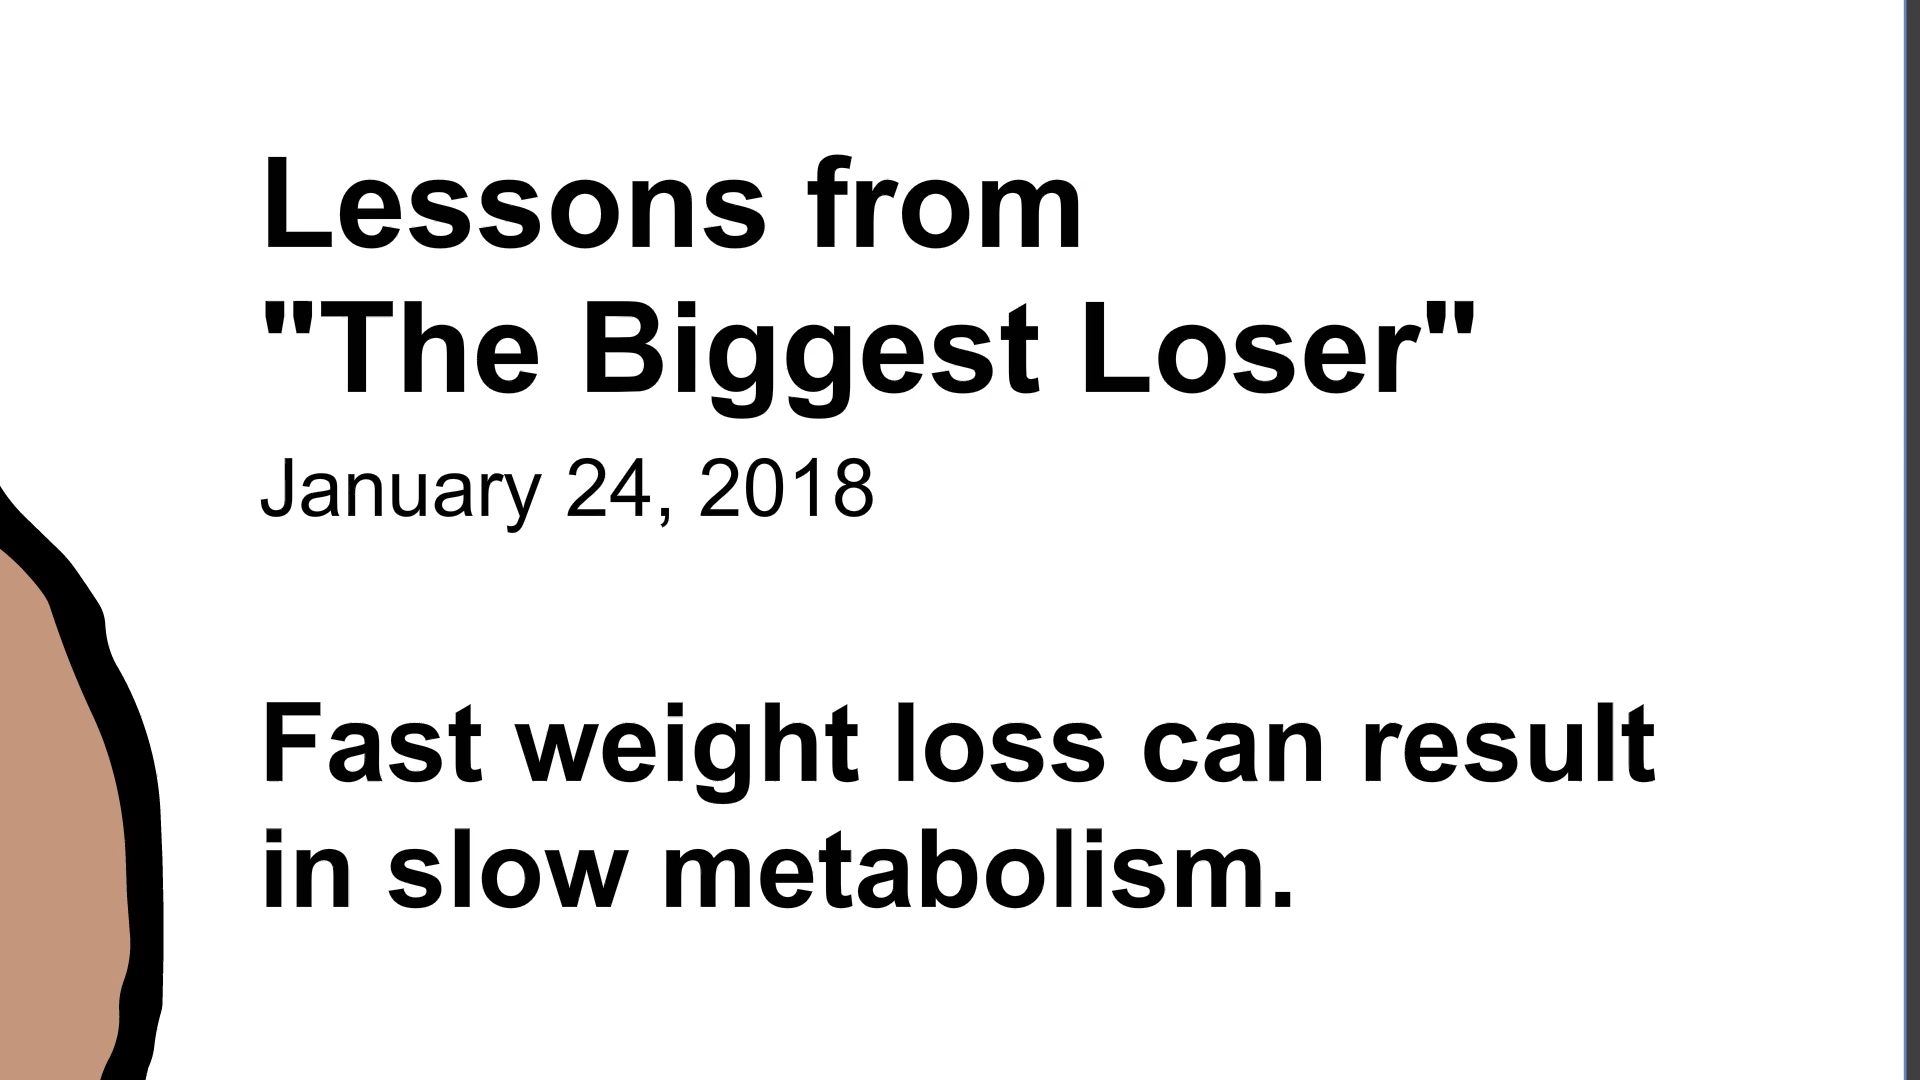 Lessons from
"The Biggest Loser"
January 24, 2018
Fast weight loss can result
in slow metabolism.